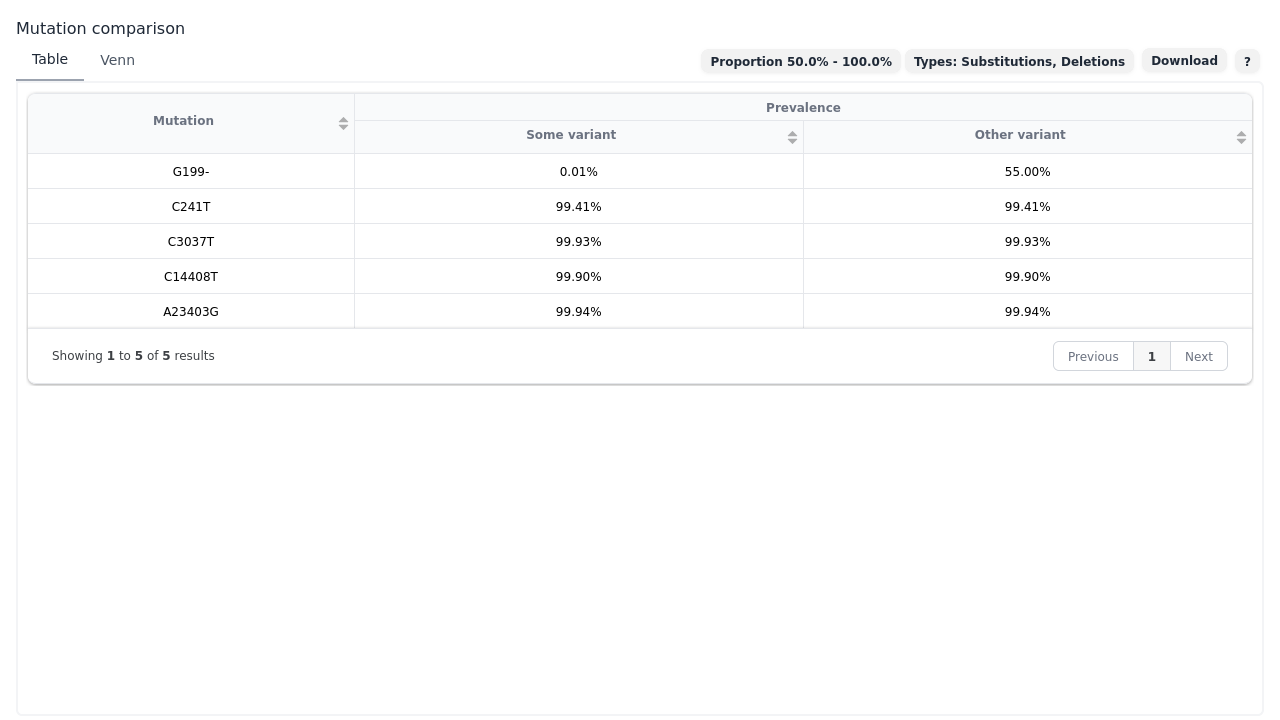 Mutation comparison
Table Venn Proportion 50.0% - 100.0% Types: Substitutions, Deletions Download ?
Mutation Prevalence
Some variant Other variant
G199- 0.01% 55.00%
C241T 99.41% 99.41%
C3037T 99.93% 99.93%
C14408T 99.90% 99.90%
A23403G 99.94% 99.94%
Showing 1 to 5 of 5 results Previous 1 Next